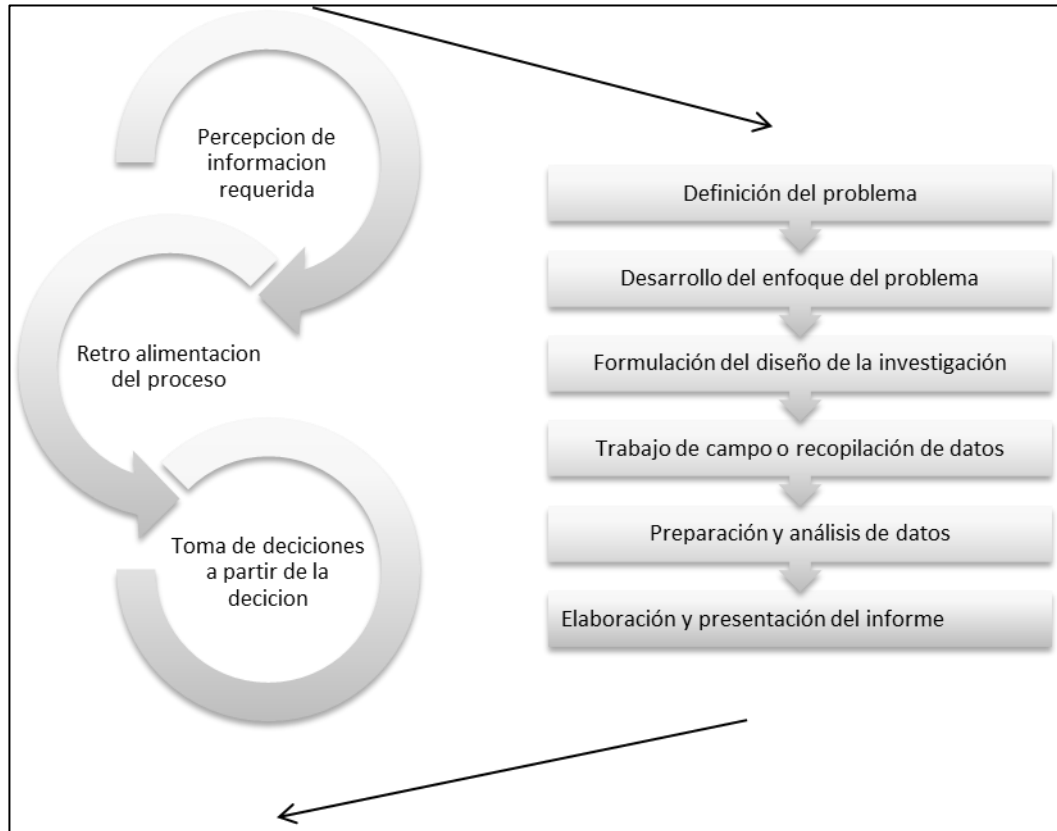 Percepcion de
informacion
requerida
Retro alimentacion
del proceso
Toma de deciciones
a partir de la
decicion
Definición del problema
Desarrollo del enfoque del problema
Formulación del diseño de la investigación
Trabajo de campo o recopilación de datos
Preparación y análisis de datos
Elaboración y presentación del informe